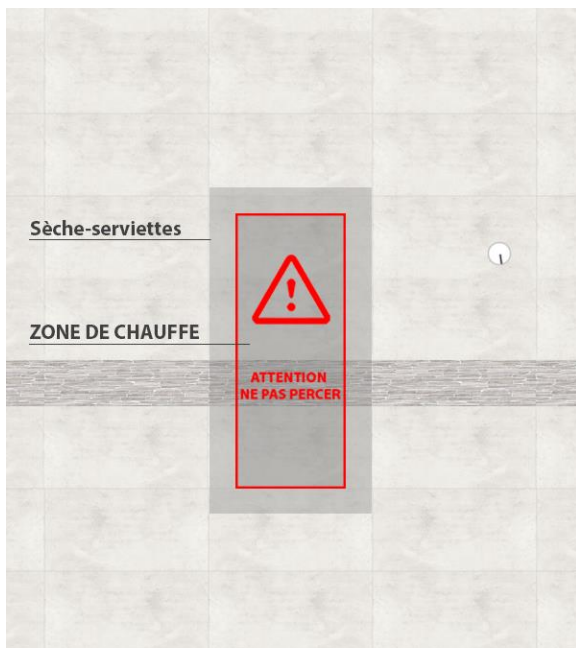 Sèche-serviettes
ZONE DE CHAUFFE
ATTENTION
NE PAS PERCER